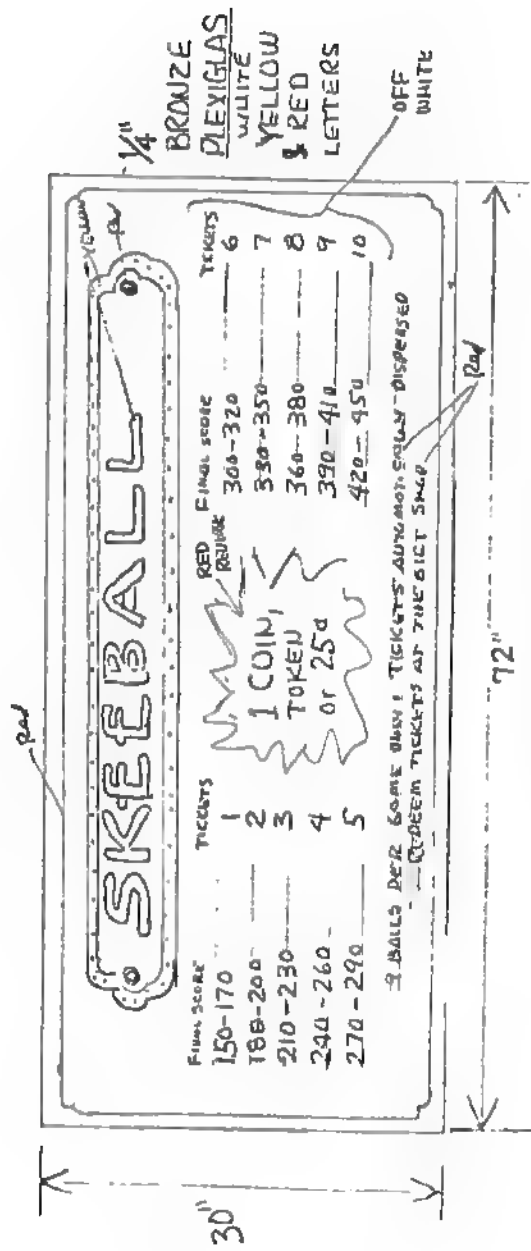 Red
YELLOW
Red
SKEEBALL
FINAL SCORE TICKETS
150-170 1
180-200 2
210-230 3
240-260 4
270-290 5
RED
1 COIN,
TOKEN
or 25¢
FINAL SCORE TICKETS
300-320 6
330-350 7
360-380 8
390-410 9
420-450 10
9 BALLS PER GAME ONLY! TICKETS AUTOMATICALLY DISPENSED
REDEEM TICKETS AT THE GIFT SHOP
Red
1/4"
BRONZE
PLEXIGLAS
WHITE
YELLOW
& RED
LETTERS
OFF
WHITE
30"
72"